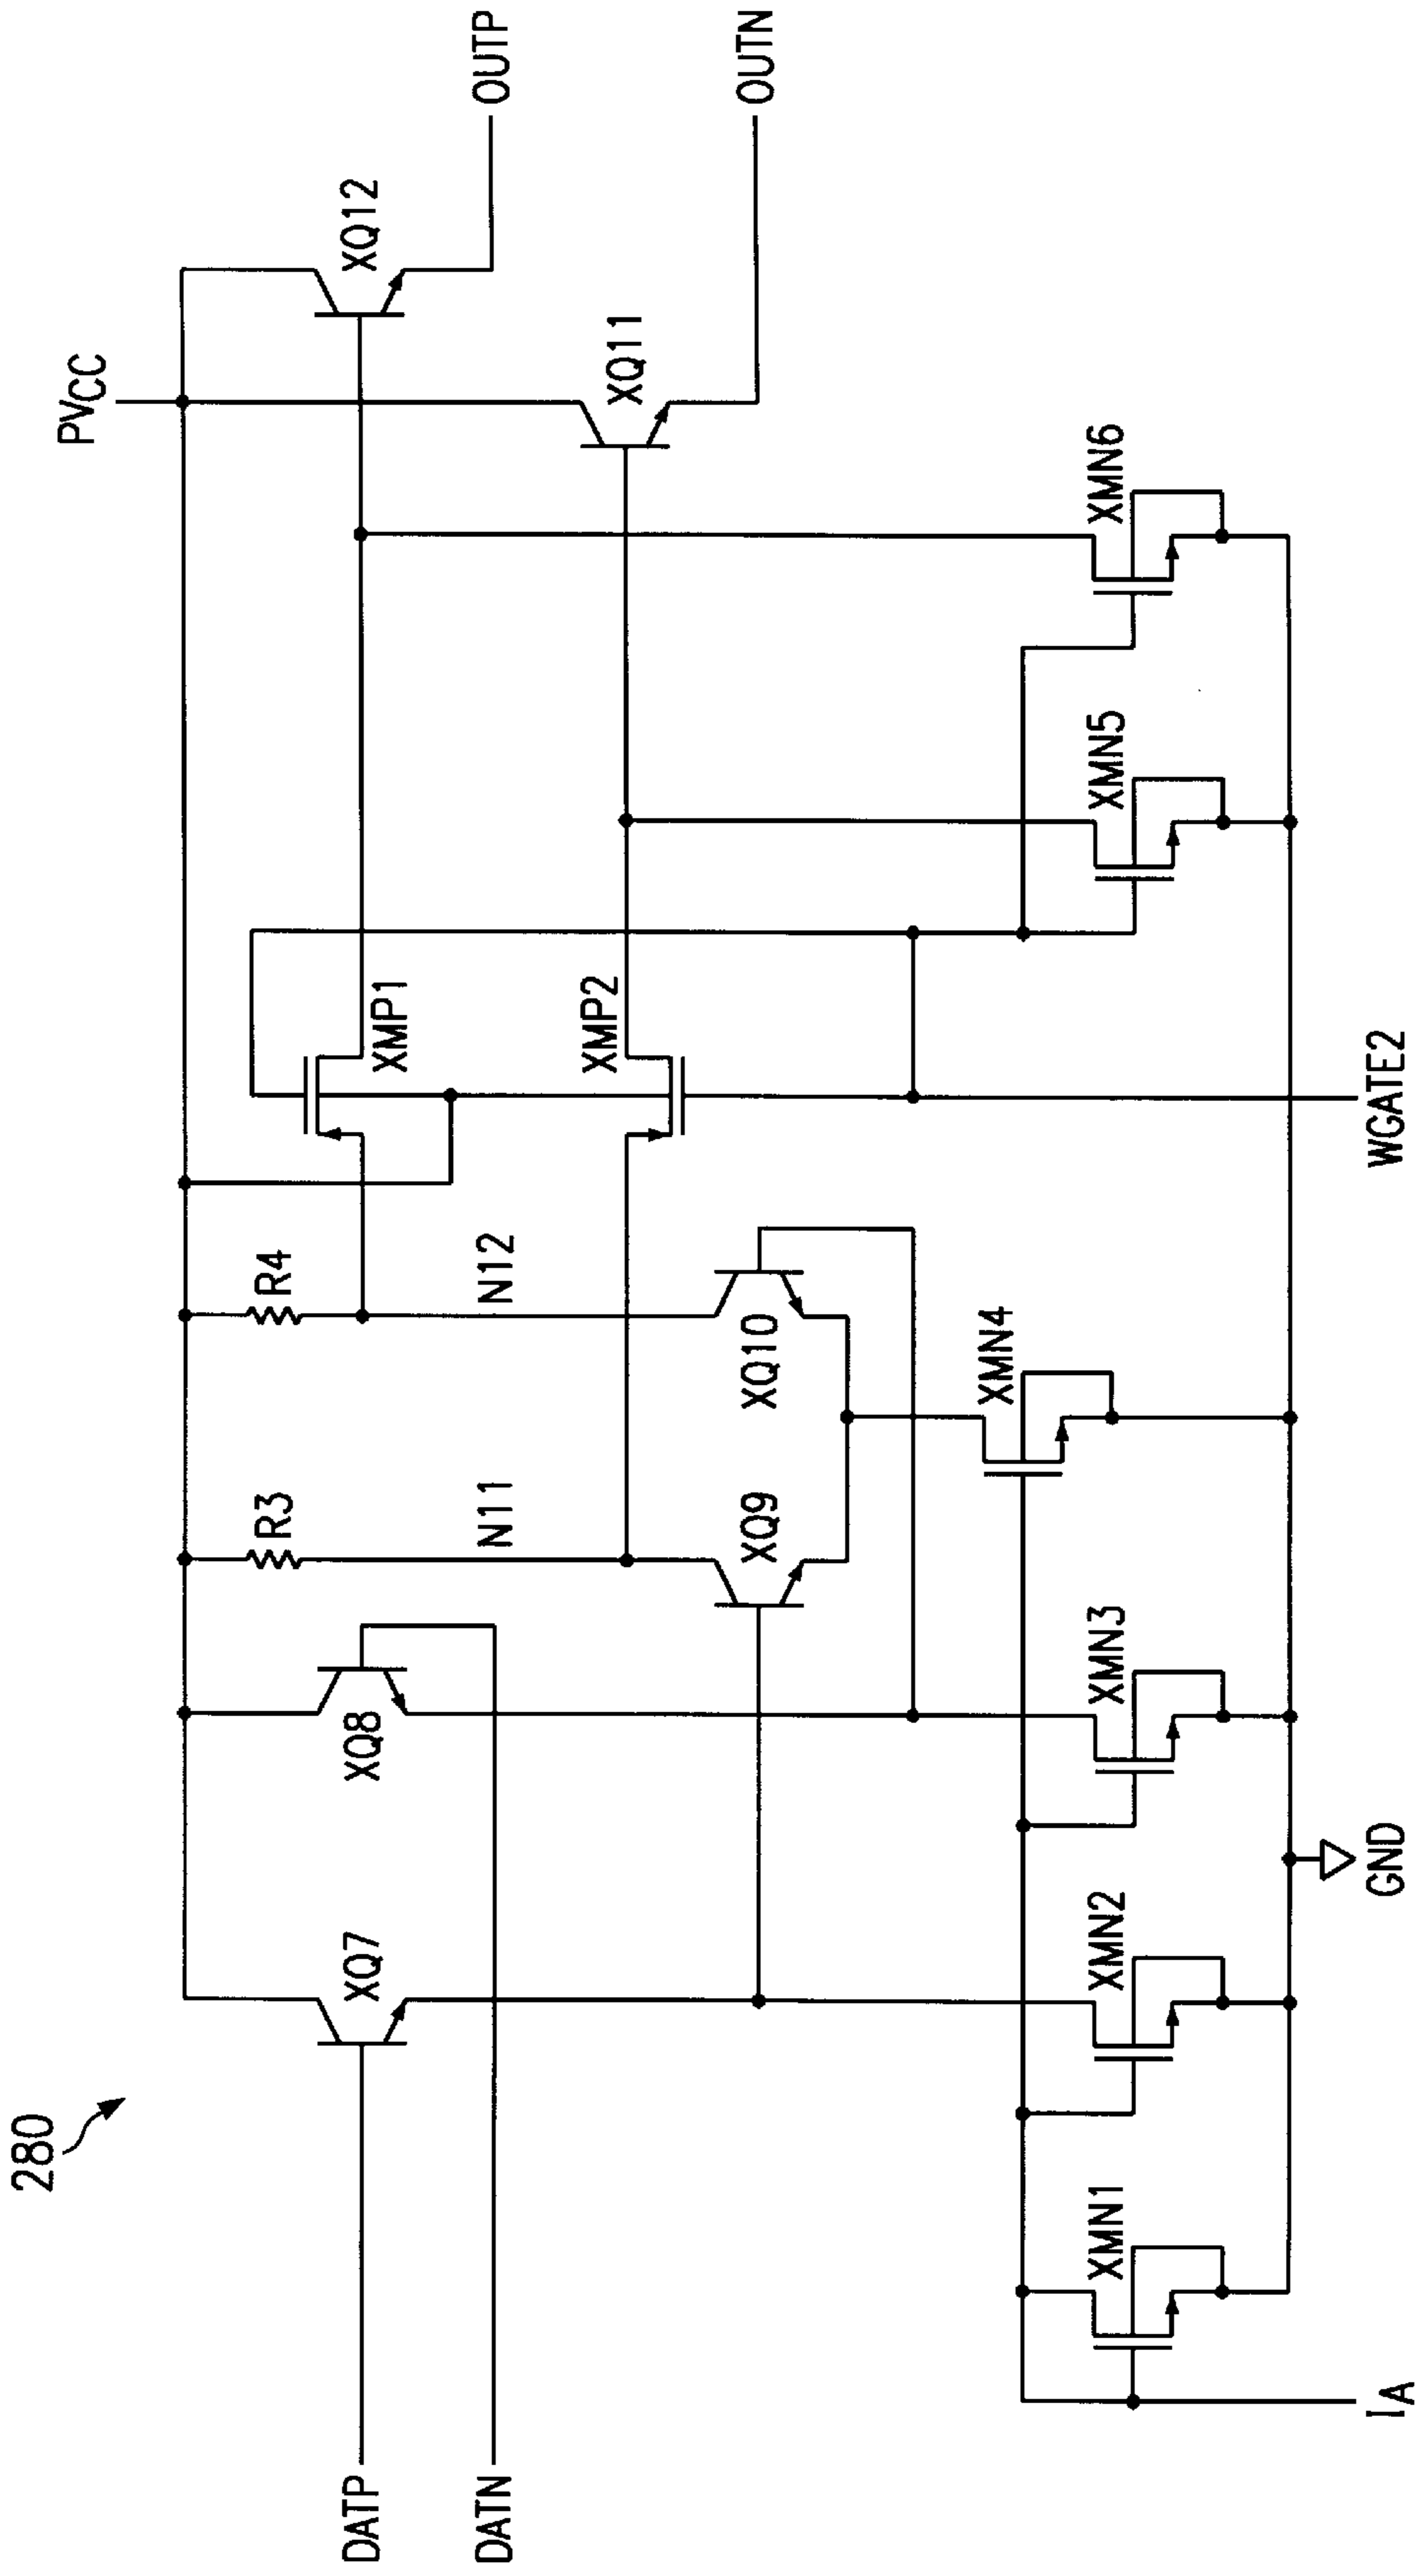 280
PVCC
XQ12
OUTP
XQ7
XQ8
R3
R4
XMP1
XQ11
OUTN
DATP
DATN
N11
N12
XMP2
XQ9
XQ10
XMN4
XMN1
XMN2
XMN3
XMN5
XMN6
IA
GND
WGATE2